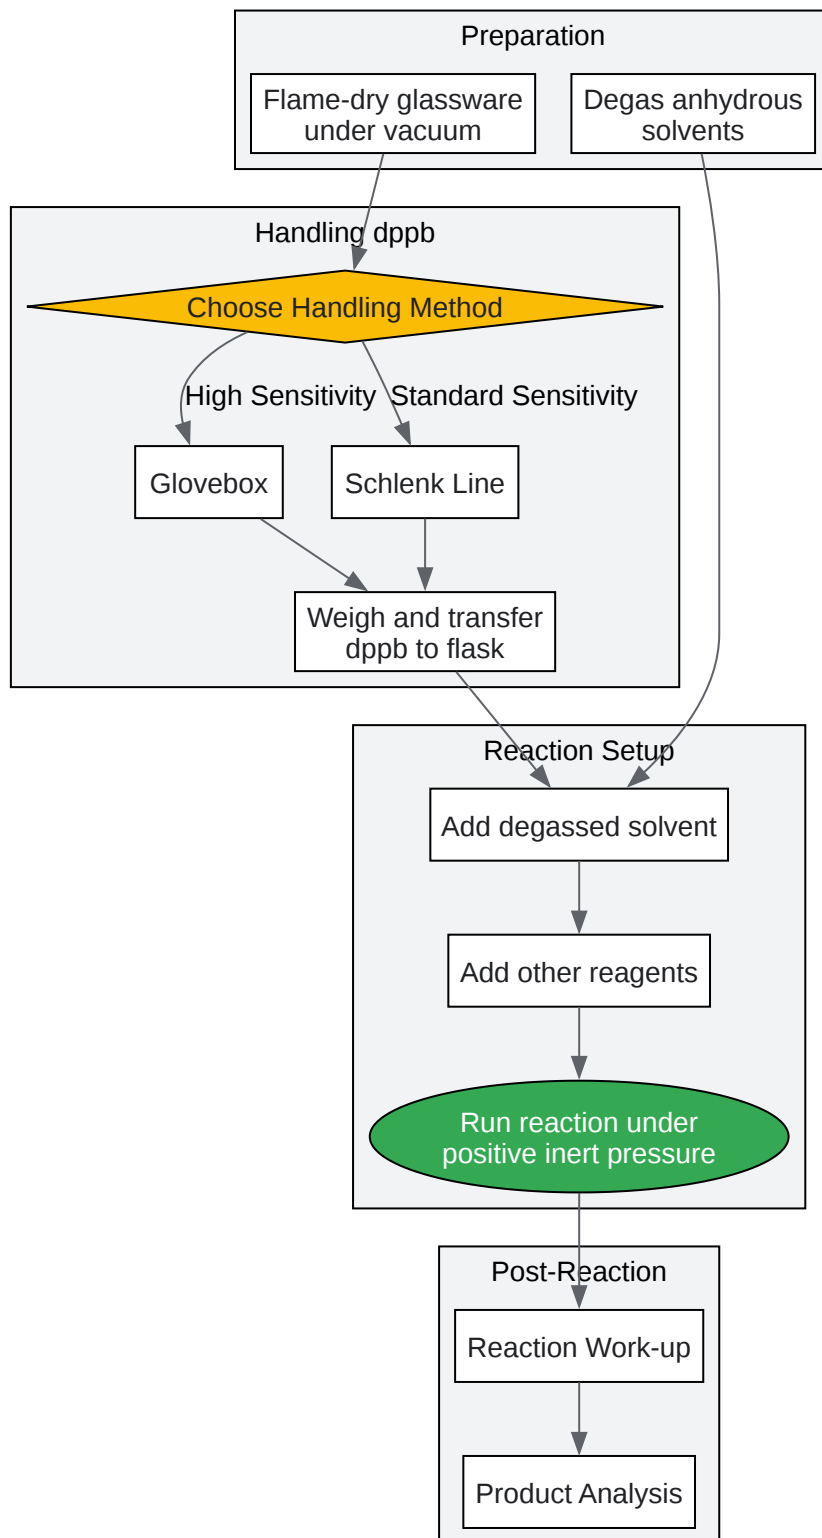 Preparation
Flame-dry glassware
under vacuum
Degas anhydrous
solvents
Handling dppb
Choose Handling Method
High Sensitivity
Standard Sensitivity
Glovebox
Schlenk Line
Weigh and transfer
dppb to flask
Reaction Setup
Add degassed solvent
Add other reagents
Run reaction under
positive inert pressure
Post-Reaction
Reaction Work-up
Product Analysis